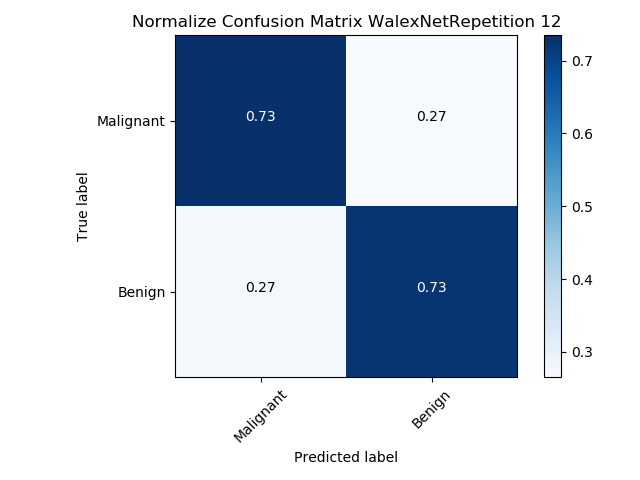 Normalize Confusion Matrix WalexNetRepetition 12
Malignant
0.73
0.27
Benign
0.27
0.73
True label
Malignant
Benign
Predicted label
0.7
0.6
0.5
0.4
0.3